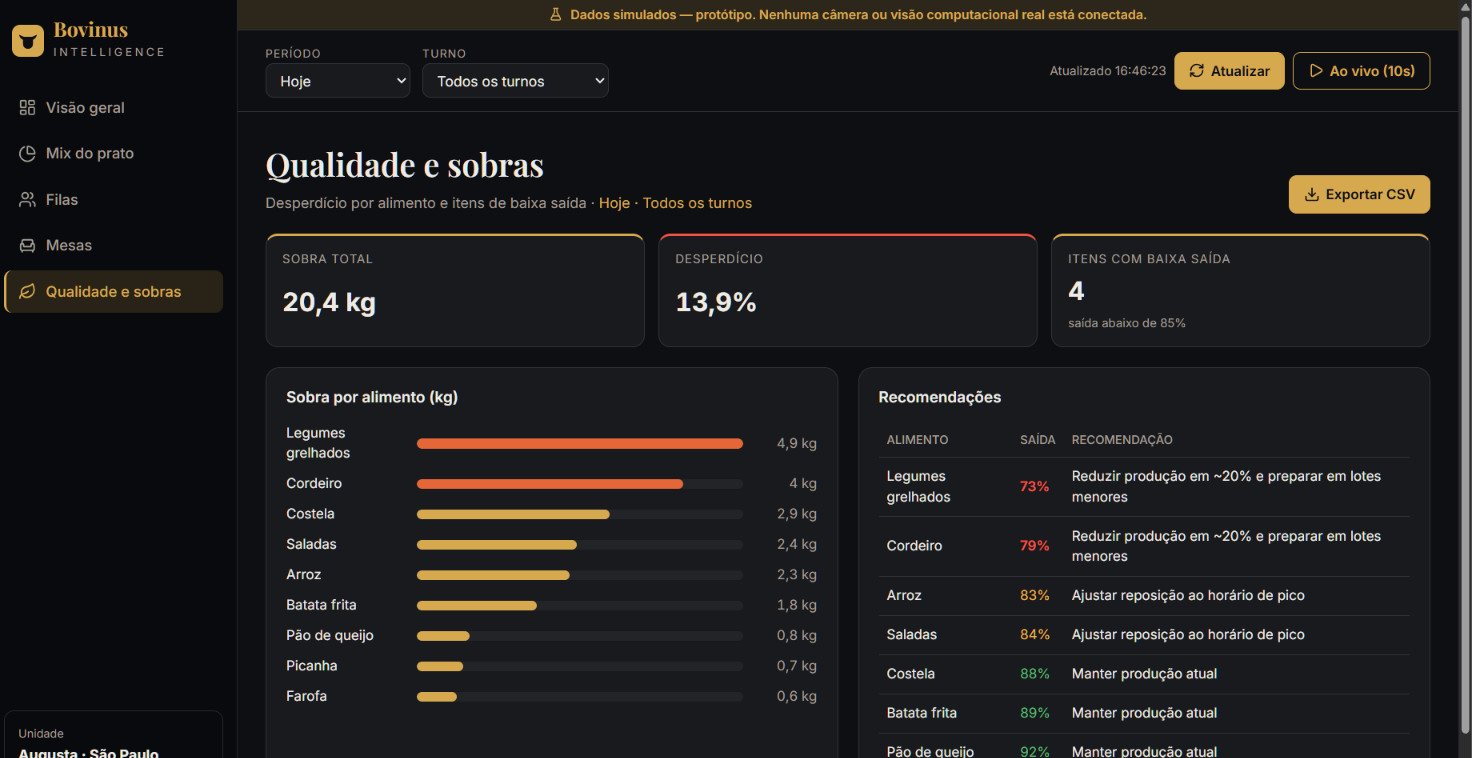 Bovinus
INTELLIGENCE
Visão geral
Mix do prato
Filas
Mesas
Qualidade e sobras
Unidade
Augusta · São Paulo
Dados simulados — protótipo. Nenhuma câmera ou visão computacional real está conectada.
PERÍODO
Hoje
TURNO
Todos os turnos
Atualizado 16:46:23
Atualizar
Ao vivo (10s)
Qualidade e sobras
Desperdício por alimento e itens de baixa saída · Hoje · Todos os turnos
Exportar CSV
SOBRA TOTAL
20,4 kg
DESPERDÍCIO
13,9%
ITENS COM BAIXA SAÍDA
4
saída abaixo de 85%
Sobra por alimento (kg)
Legumes
grelhados
4,9 kg
Cordeiro
4 kg
Costela
2,9 kg
Saladas
2,4 kg
Arroz
2,3 kg
Batata frita
1,8 kg
Pão de queijo
0,8 kg
Picanha
0,7 kg
Farofa
0,6 kg
Recomendações
ALIMENTO SAÍDA RECOMENDAÇÃO
Legumes
grelhados
73%
Reduzir produção em ~20% e preparar em lotes
menores
Cordeiro
79%
Reduzir produção em ~20% e preparar em lotes
menores
Arroz 83% Ajustar reposição ao horário de pico
Saladas 84% Ajustar reposição ao horário de pico
Costela 88% Manter produção atual
Batata frita 89% Manter produção atual
Pão de queijo 92% Manter produção atual